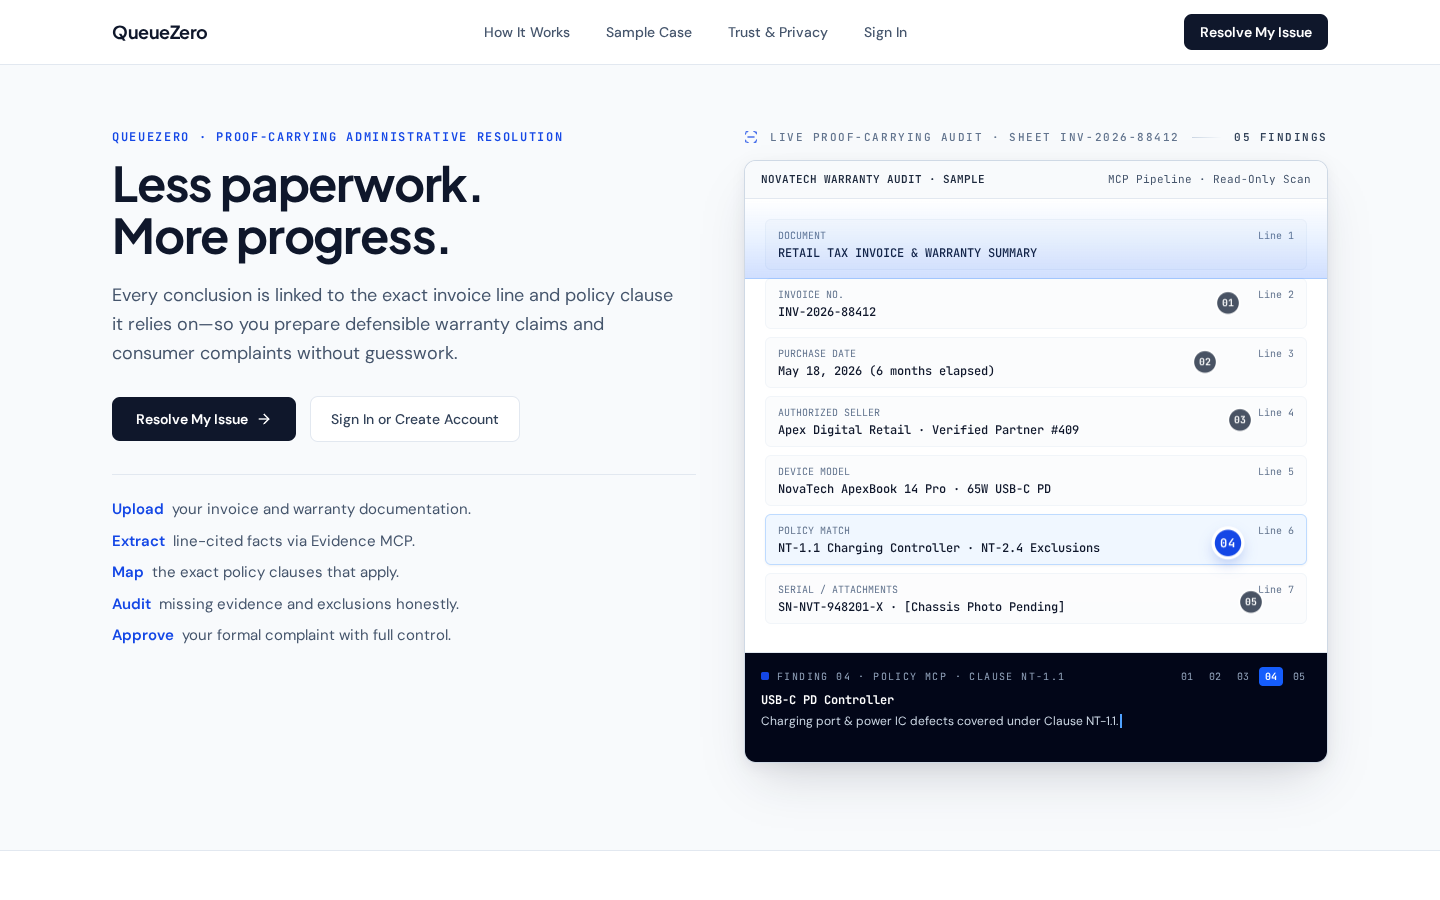 QueueZero
How It Works
Sample Case
Trust & Privacy
Sign In
Resolve My Issue
QUEUEZERO · PROOF-CARRYING ADMINISTRATIVE RESOLUTION
Less paperwork.
More progress.
Every conclusion is linked to the exact invoice line and policy clause
it relies on—so you prepare defensible warranty claims and
consumer complaints without guesswork.
Resolve My Issue →
Sign In or Create Account
Upload your invoice and warranty documentation.
Extract line-cited facts via Evidence MCP.
Map the exact policy clauses that apply.
Audit missing evidence and exclusions honestly.
Approve your formal complaint with full control.
LIVE PROOF-CARRYING AUDIT · SHEET INV-2026-88412
05 FINDINGS
NOVATECH WARRANTY AUDIT · SAMPLE
MCP Pipeline · Read-Only Scan
DOCUMENT
Line 1
RETAIL TAX INVOICE & WARRANTY SUMMARY
INVOICE NO.
01
Line 2
INV-2026-88412
PURCHASE DATE
02
Line 3
May 18, 2026 (6 months elapsed)
AUTHORIZED SELLER
03
Line 4
Apex Digital Retail · Verified Partner #409
DEVICE MODEL
Line 5
NovaTech ApexBook 14 Pro · 65W USB-C PD
POLICY MATCH
04
Line 6
NT-1.1 Charging Controller · NT-2.4 Exclusions
SERIAL / ATTACHMENTS
05
Line 7
SN-NVT-948201-X · [Chassis Photo Pending]
FINDING 04 · POLICY MCP · CLAUSE NT-1.1
01 02 03 04 05
USB-C PD Controller
Charging port & power IC defects covered under Clause NT-1.1.